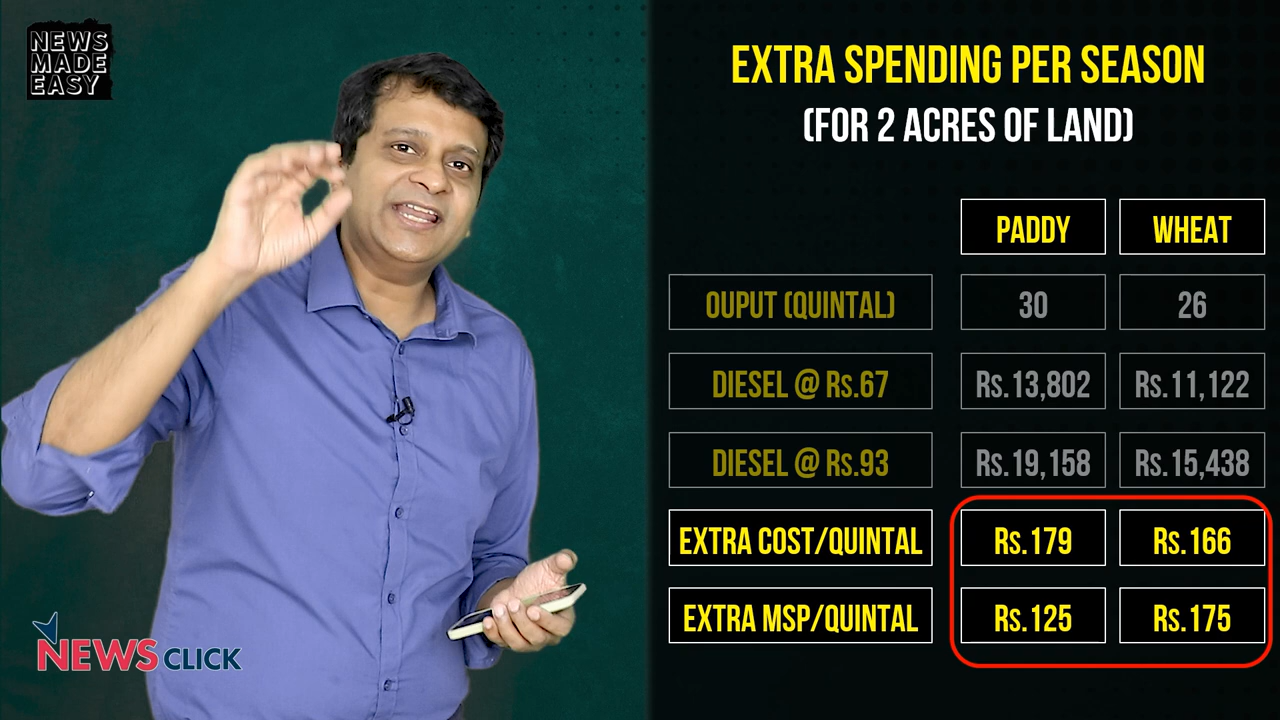 NEWS
MADE
EASY
EXTRA SPENDING PER SEASON
(FOR 2 ACRES OF LAND)
PADDY WHEAT
OUPUT (QUINTAL) 30 26
DIESEL @ Rs.67 Rs.13,802 Rs.11,122
DIESEL @ Rs.93 Rs.19,158 Rs.15,438
EXTRA COST/QUINTAL Rs.179 Rs.166
EXTRA MSP/QUINTAL Rs.125 Rs.175
NEWSCLICK